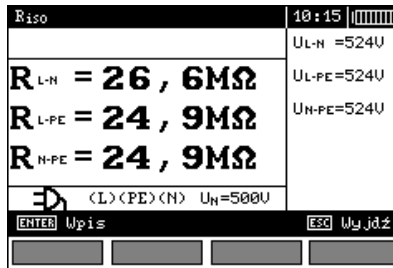 Riso 10:15
UL-N =524V
RL-N = 26,6MΩ
UL-PE=524V
RL-PE = 24,9MΩ
UN-PE=524V
RN-PE = 24,9MΩ
(L)(PE)(N) UN=500V
ENTER Wpis ESC Wyjdź